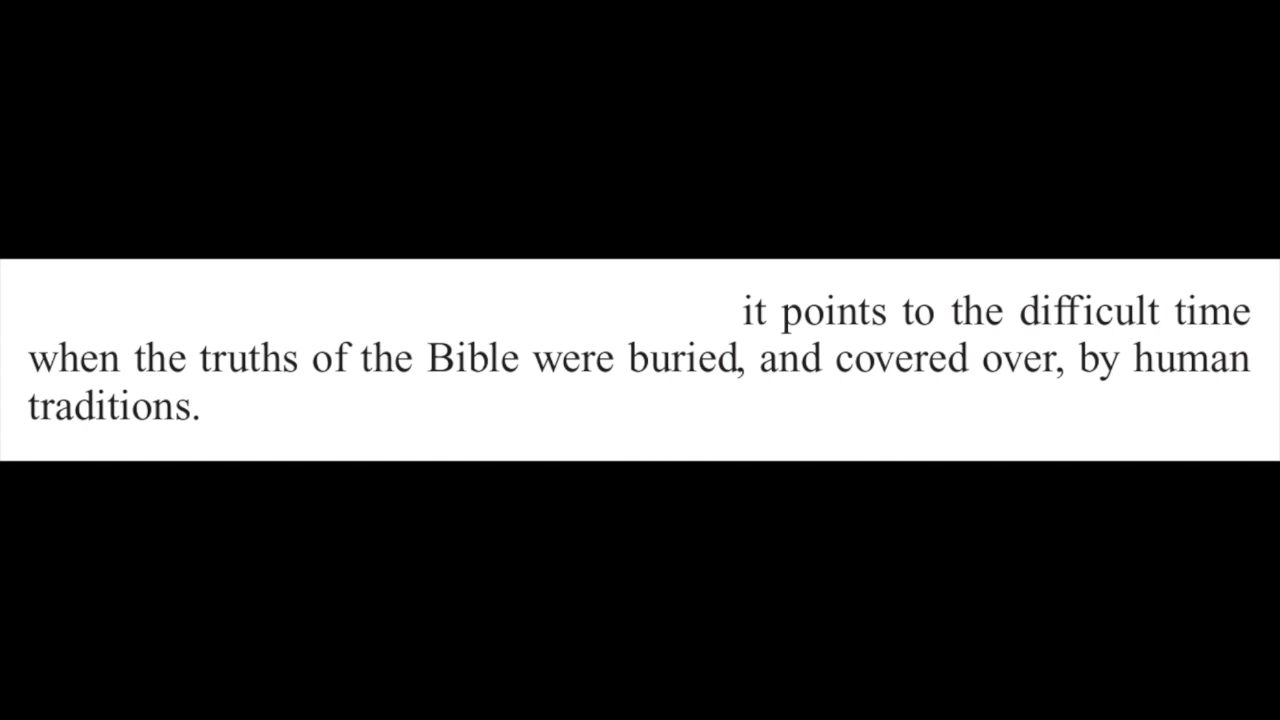 it points to the difficult time
when the truths of the Bible were buried, and covered over, by human
traditions.